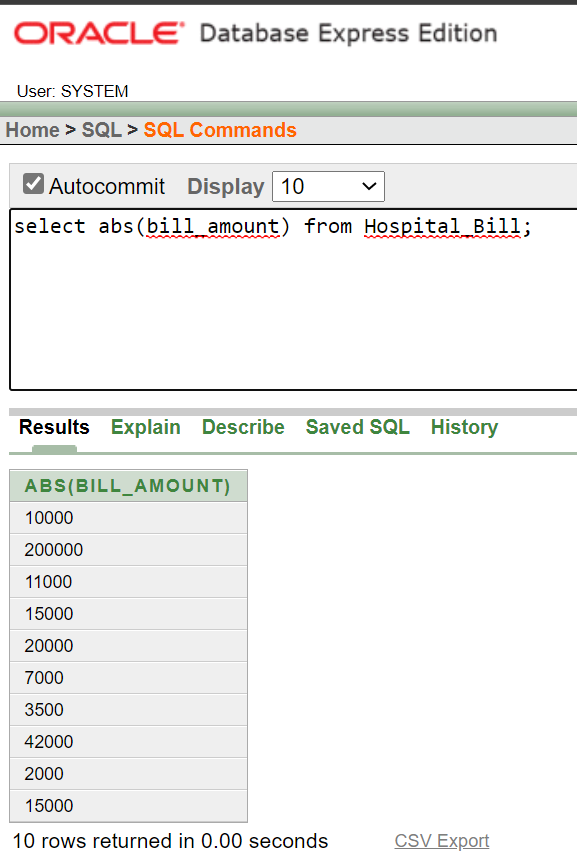 ORACLE Database Express Edition
User: SYSTEM
Home > SQL > SQL Commands
Autocommit Display 10
select abs(bill_amount) from Hospital_Bill;
Results Explain Describe Saved SQL History
ABS(BILL_AMOUNT)
10000
200000
11000
15000
20000
7000
3500
42000
2000
15000
10 rows returned in 0.00 seconds CSV Export